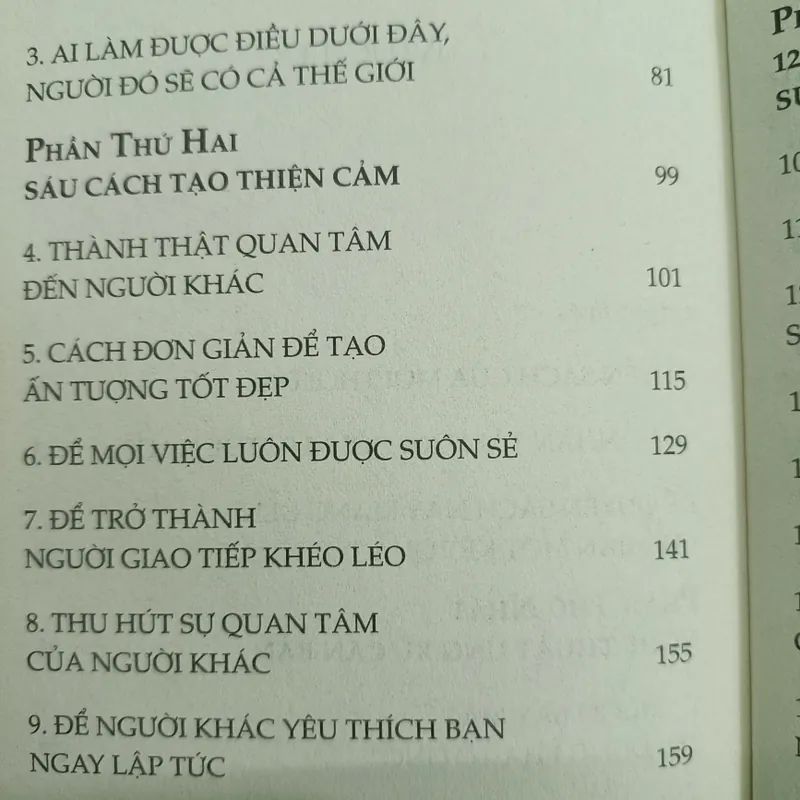 3. AI LÀM ĐƯỢC ĐIỀU DƯỚI ĐÂY,
NGƯỜI ĐÓ SẼ CÓ CẢ THẾ GIỚI 81
PHẦN THỨ HAI
SÁU CÁCH TẠO THIỆN CẢM 99
4. THÀNH THẬT QUAN TÂM
ĐẾN NGƯỜI KHÁC 101
5. CÁCH ĐƠN GIẢN ĐỂ TẠO
ẤN TƯỢNG TỐT ĐẸP 115
6. ĐỂ MỌI VIỆC LUÔN ĐƯỢC SUÔN SẺ 129
7. ĐỂ TRỞ THÀNH
NGƯỜI GIAO TIẾP KHÉO LÉO 141
8. THU HÚT SỰ QUAN TÂM
CỦA NGƯỜI KHÁC 155
9. ĐỂ NGƯỜI KHÁC YÊU THÍCH BẠN
NGAY LẬP TỨC 159